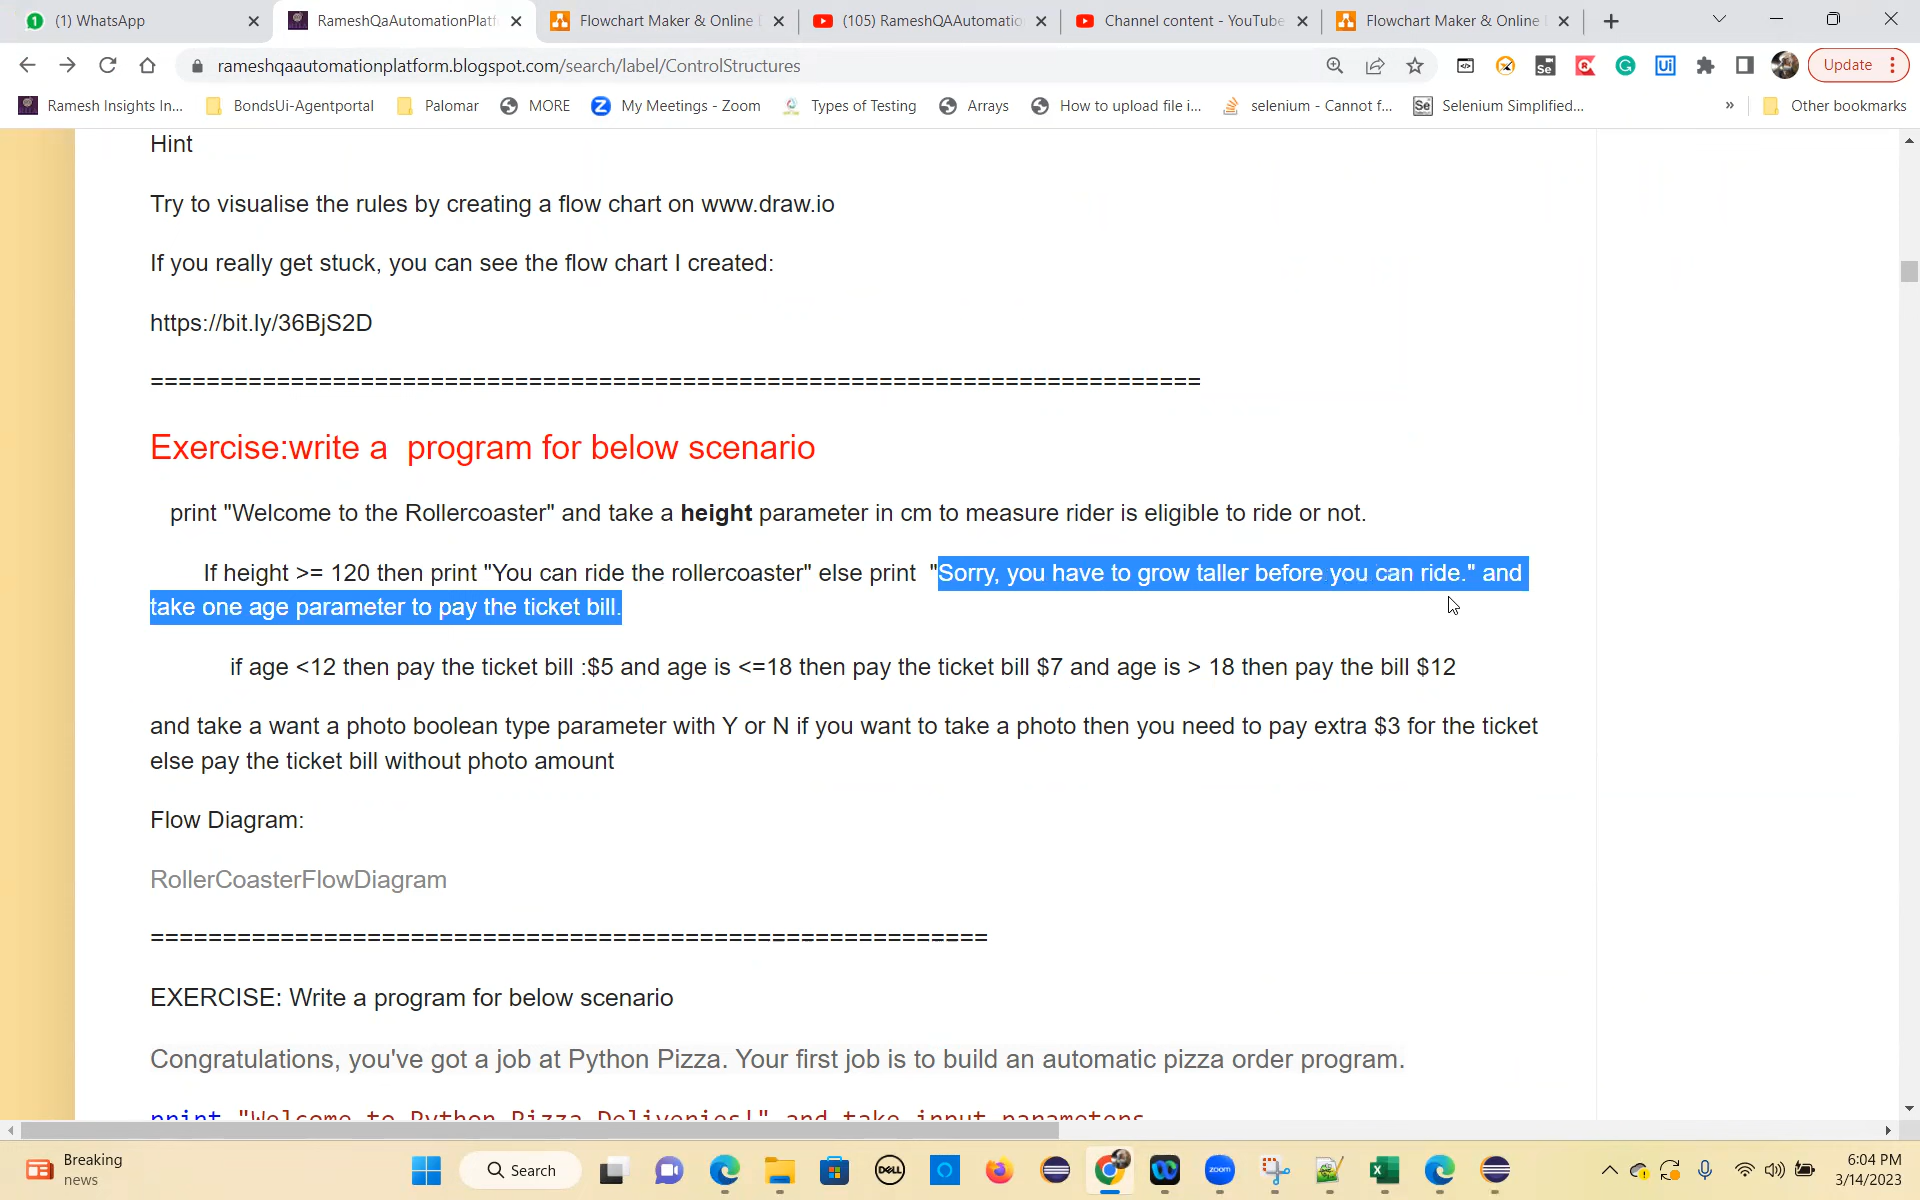 (1) WhatsApp
RameshQaAutomationPlatf
Flowchart Maker & Online
(105) RameshQAAutomatio
Channel content - YouTube
Flowchart Maker & Online
rameshqaautomationplatform.blogspot.com/search/label/ControlStructures
Update
Ramesh Insights In...
BondsUi-Agentportal
Palomar
MORE
My Meetings - Zoom
Types of Testing
Arrays
How to upload file i...
selenium - Cannot f...
Selenium Simplified...
Other bookmarks
Hint
Try to visualise the rules by creating a flow chart on www.draw.io
If you really get stuck, you can see the flow chart I created:
https://bit.ly/36BjS2D
===========================================================================
Exercise:write a  program for below scenario
print "Welcome to the Rollercoaster" and take a height parameter in cm to measure rider is eligible to ride or not.
If height >= 120 then print "You can ride the rollercoaster" else print  "Sorry, you have to grow taller before you can ride." and
take one age parameter to pay the ticket bill.
if age <12 then pay the ticket bill :$5 and age is <=18 then pay the ticket bill $7 and age is > 18 then pay the bill $12
and take a want a photo boolean type parameter with Y or N if you want to take a photo then you need to pay extra $3 for the ticket
else pay the ticket bill without photo amount
Flow Diagram:
RollerCoasterFlowDiagram
==========================================================
EXERCISE: Write a program for below scenario
Congratulations, you've got a job at Python Pizza. Your first job is to build an automatic pizza order program.
print "Welcome to Python Pizza Deliveries!" and take input parameters
Breaking
news
Search
DELL
zoom
6:04 PM
3/14/2023